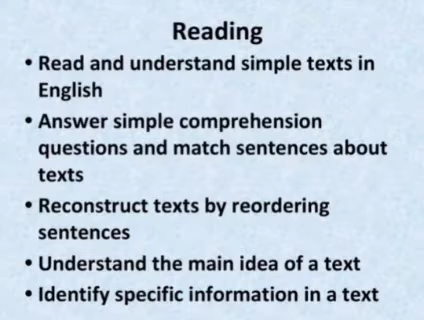 Reading
• Read and understand simple texts in
English
• Answer simple comprehension
questions and match sentences about
texts
• Reconstruct texts by reordering
sentences
• Understand the main idea of a text
• Identify specific information in a text